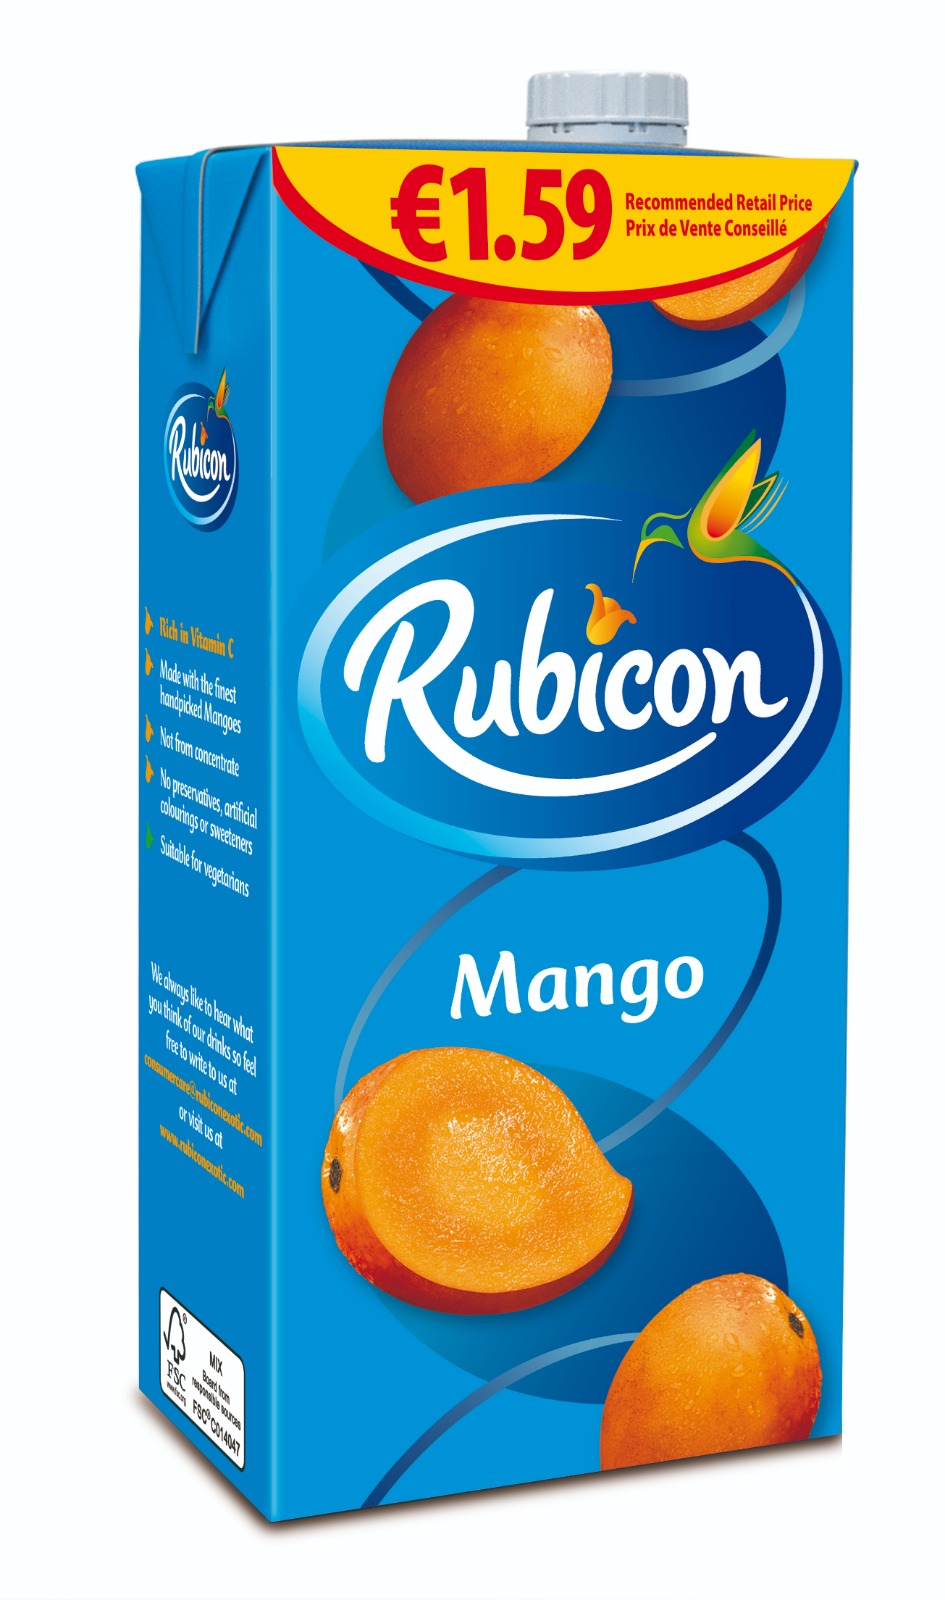 €1.59
Recommended Retail Price
Prix de Vente Conseillé
Rubicon
Mango
Rubicon
Rich in Vitamin C
Made with the finest
handpicked Mangoes
Not from concentrate
No preservatives, artificial
colourings or sweeteners
Suitable for vegetarians
We always like to hear what
you think of our drinks so feel
free to write to us at
consumercare@rubiconexotic.com
or visit us at
www.rubiconexotic.com
®
FSC
www.fsc.org
MIX
Board from
responsible sources
FSC® C014047